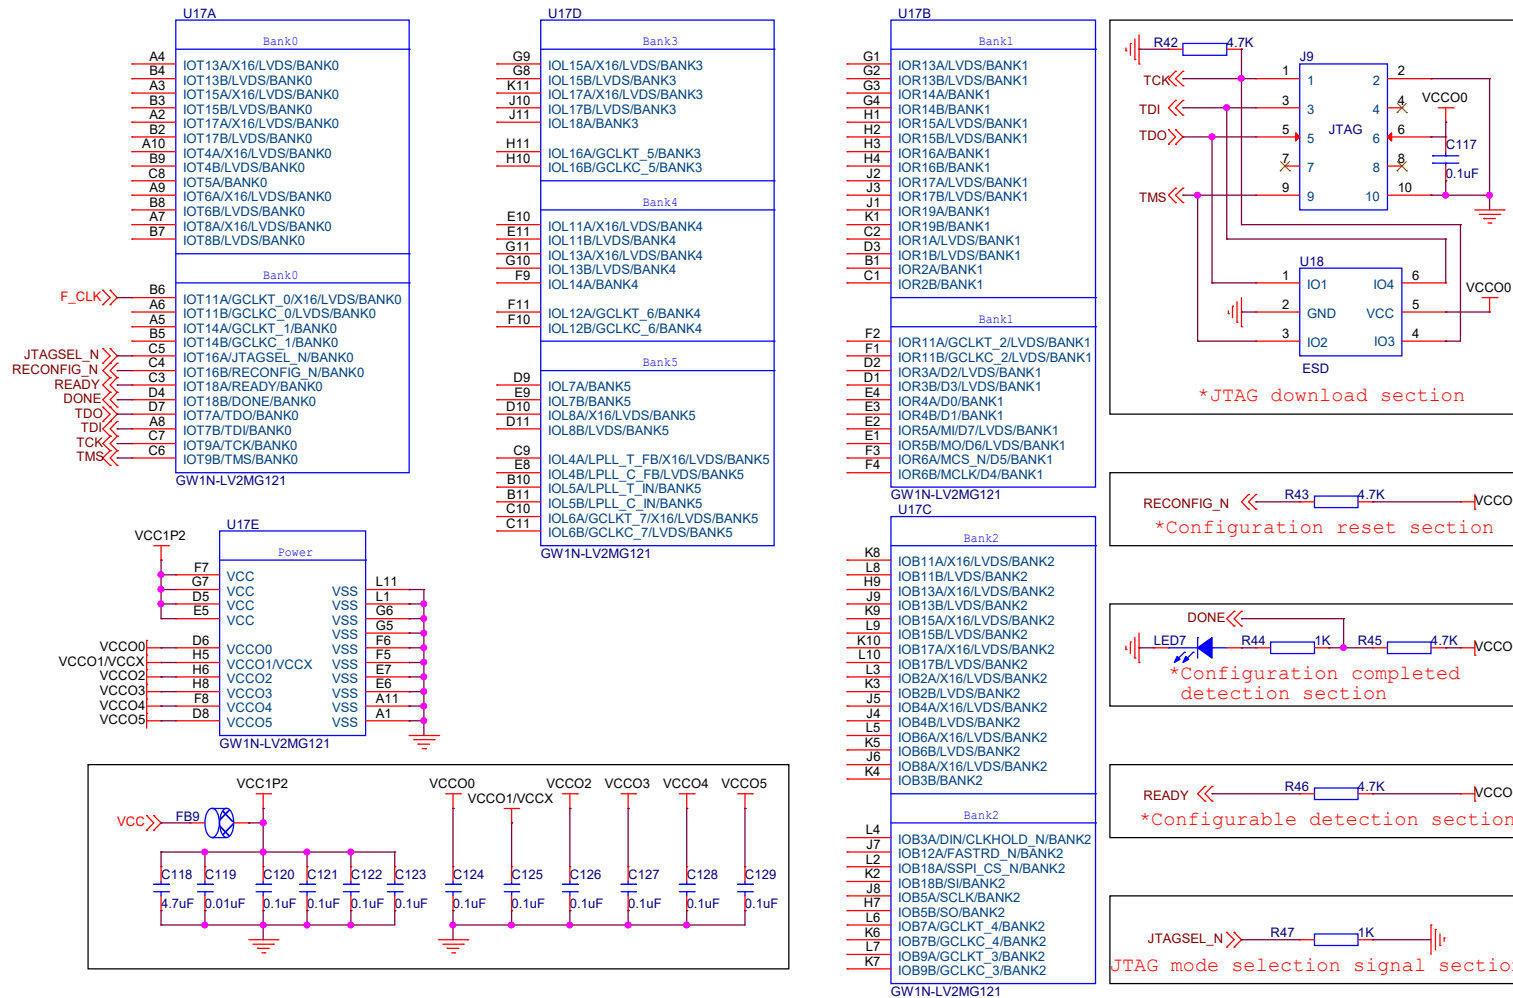 U17A
Bank0
A4 IOT13A/X16/LVDS/BANK0
B4 IOT13B/LVDS/BANK0
A3 IOT15A/X16/LVDS/BANK0
B3 IOT15B/LVDS/BANK0
A2 IOT17A/X16/LVDS/BANK0
B2 IOT17B/LVDS/BANK0
A10 IOT4A/X16/LVDS/BANK0
B9 IOT4B/LVDS/BANK0
C8 IOT5A/BANK0
A9 IOT6A/X16/LVDS/BANK0
B8 IOT6B/LVDS/BANK0
A7 IOT8A/X16/LVDS/BANK0
B7 IOT8B/LVDS/BANK0
Bank0
F_CLK B6 IOT11A/GCLKT_0/X16/LVDS/BANK0
A6 IOT11B/GCLKC_0/LVDS/BANK0
A5 IOT14A/GCLKT_1/BANK0
B5 IOT14B/GCLKC_1/BANK0
JTAGSEL_N C5 IOT16A/JTAGSEL_N/BANK0
RECONFIG_N C4 IOT16B/RECONFIG_N/BANK0
READY C3 IOT18A/READY/BANK0
DONE D4 IOT18B/DONE/BANK0
TDO D7 IOT7A/TDO/BANK0
TDI A8 IOT7B/TDI/BANK0
TCK C7 IOT9A/TCK/BANK0
TMS C6 IOT9B/TMS/BANK0
GW1N-LV2MG121
U17D
Bank3
G9 IOL15A/X16/LVDS/BANK3
G8 IOL15B/LVDS/BANK3
K11 IOL17A/X16/LVDS/BANK3
J10 IOL17B/LVDS/BANK3
J11 IOL18A/BANK3
H11 IOL16A/GCLKT_5/BANK3
H10 IOL16B/GCLKC_5/BANK3
Bank4
E10 IOL11A/X16/LVDS/BANK4
E11 IOL11B/LVDS/BANK4
G11 IOL13A/X16/LVDS/BANK4
G10 IOL13B/LVDS/BANK4
F9 IOL14A/BANK4
F11 IOL12A/GCLKT_6/BANK4
F10 IOL12B/GCLKC_6/BANK4
Bank5
D9 IOL7A/BANK5
E9 IOL7B/BANK5
D10 IOL8A/X16/LVDS/BANK5
D11 IOL8B/LVDS/BANK5
C9 IOL4A/LPLL_T_FB/X16/LVDS/BANK5
E8 IOL4B/LPLL_C_FB/LVDS/BANK5
B10 IOL5A/LPLL_T_IN/BANK5
B11 IOL5B/LPLL_C_IN/BANK5
C10 IOL6A/GCLKT_7/X16/LVDS/BANK5
C11 IOL6B/GCLKC_7/LVDS/BANK5
GW1N-LV2MG121
U17B
Bank1
G1 IOR13A/LVDS/BANK1
G2 IOR13B/LVDS/BANK1
G3 IOR14A/BANK1
G4 IOR14B/BANK1
H1 IOR15A/LVDS/BANK1
H2 IOR15B/LVDS/BANK1
H3 IOR16A/BANK1
H4 IOR16B/BANK1
J2 IOR17A/LVDS/BANK1
J3 IOR17B/LVDS/BANK1
J1 IOR19A/BANK1
K1 IOR19B/BANK1
C2 IOR1A/LVDS/BANK1
D3 IOR1B/LVDS/BANK1
B1 IOR2A/BANK1
C1 IOR2B/BANK1
Bank1
F2 IOR11A/GCLKT_2/LVDS/BANK1
F1 IOR11B/GCLKC_2/LVDS/BANK1
D2 IOR3A/D2/LVDS/BANK1
D1 IOR3B/D3/LVDS/BANK1
E4 IOR4A/D0/BANK1
E3 IOR4B/D1/BANK1
E2 IOR5A/MI/D7/LVDS/BANK1
E1 IOR5B/MO/D6/LVDS/BANK1
F3 IOR6A/MCS_N/D5/BANK1
F4 IOR6B/MCLK/D4/BANK1
GW1N-LV2MG121
U17C
Bank2
K8 IOB11A/X16/LVDS/BANK2
L8 IOB11B/LVDS/BANK2
H9 IOB13A/X16/LVDS/BANK2
J9 IOB13B/LVDS/BANK2
K9 IOB15A/X16/LVDS/BANK2
L9 IOB15B/LVDS/BANK2
K10 IOB17A/X16/LVDS/BANK2
L10 IOB17B/LVDS/BANK2
L3 IOB2A/X16/LVDS/BANK2
K3 IOB2B/LVDS/BANK2
J5 IOB4A/X16/LVDS/BANK2
J4 IOB4B/LVDS/BANK2
L5 IOB6A/X16/LVDS/BANK2
K5 IOB6B/LVDS/BANK2
J6 IOB8A/X16/LVDS/BANK2
K4 IOB3B/BANK2
Bank2
L4 IOB3A/DIN/CLKHOLD_N/BANK2
J7 IOB12A/FASTRD_N/BANK2
L2 IOB18A/SSPI_CS_N/BANK2
K2 IOB18B/SI/BANK2
J8 IOB5A/SCLK/BANK2
H7 IOB5B/SO/BANK2
L6 IOB7A/GCLKT_4/BANK2
K6 IOB7B/GCLKC_4/BANK2
L7 IOB9A/GCLKT_3/BANK2
K7 IOB9B/GCLKC_3/BANK2
GW1N-LV2MG121
U17E
VCC1P2
Power
F7 VCC VSS L11
G7 VCC VSS L1
D5 VCC VSS G6
E5 VCC VSS G5
VCCO0 D6 VCCO0 VSS F6
VCCO1/VCCX H5 VCCO1/VCCX VSS F5
VCCO2 H6 VCCO2 VSS E7
VCCO3 H8 VCCO3 VSS E6
VCCO4 F8 VCCO4 VSS A11
VCCO5 D8 VCCO5 VSS A1
GW1N-LV2MG121
VCC1P2 VCCO0 VCCO1/VCCX VCCO2 VCCO3 VCCO4 VCCO5
VCC FB9
C118 C119 C120 C121 C122 C123 C124 C125 C126 C127 C128 C129
4.7uF 0.01uF 0.1uF 0.1uF 0.1uF 0.1uF 0.1uF 0.1uF 0.1uF 0.1uF 0.1uF 0.1uF
R42 4.7K
J9
TCK 1 1 2 2
TDI 3 3 4 4 VCCO0
TDO 5 5 JTAG 6 6
C117
7 7 8 8 0.1uF
TMS 9 9 10 10
U18
1 IO1 IO4 6
2 GND VCC 5 VCCO0
3 IO2 IO3 4
ESD
*JTAG download section
RECONFIG_N R43 4.7K VCCO
*Configuration reset section
DONE
LED7 R44 1K R45 4.7K VCCO
*Configuration completed
detection section
READY R46 4.7K VCCO
*Configurable detection section
JTAGSEL_N R47 1K
JTAG mode selection signal section